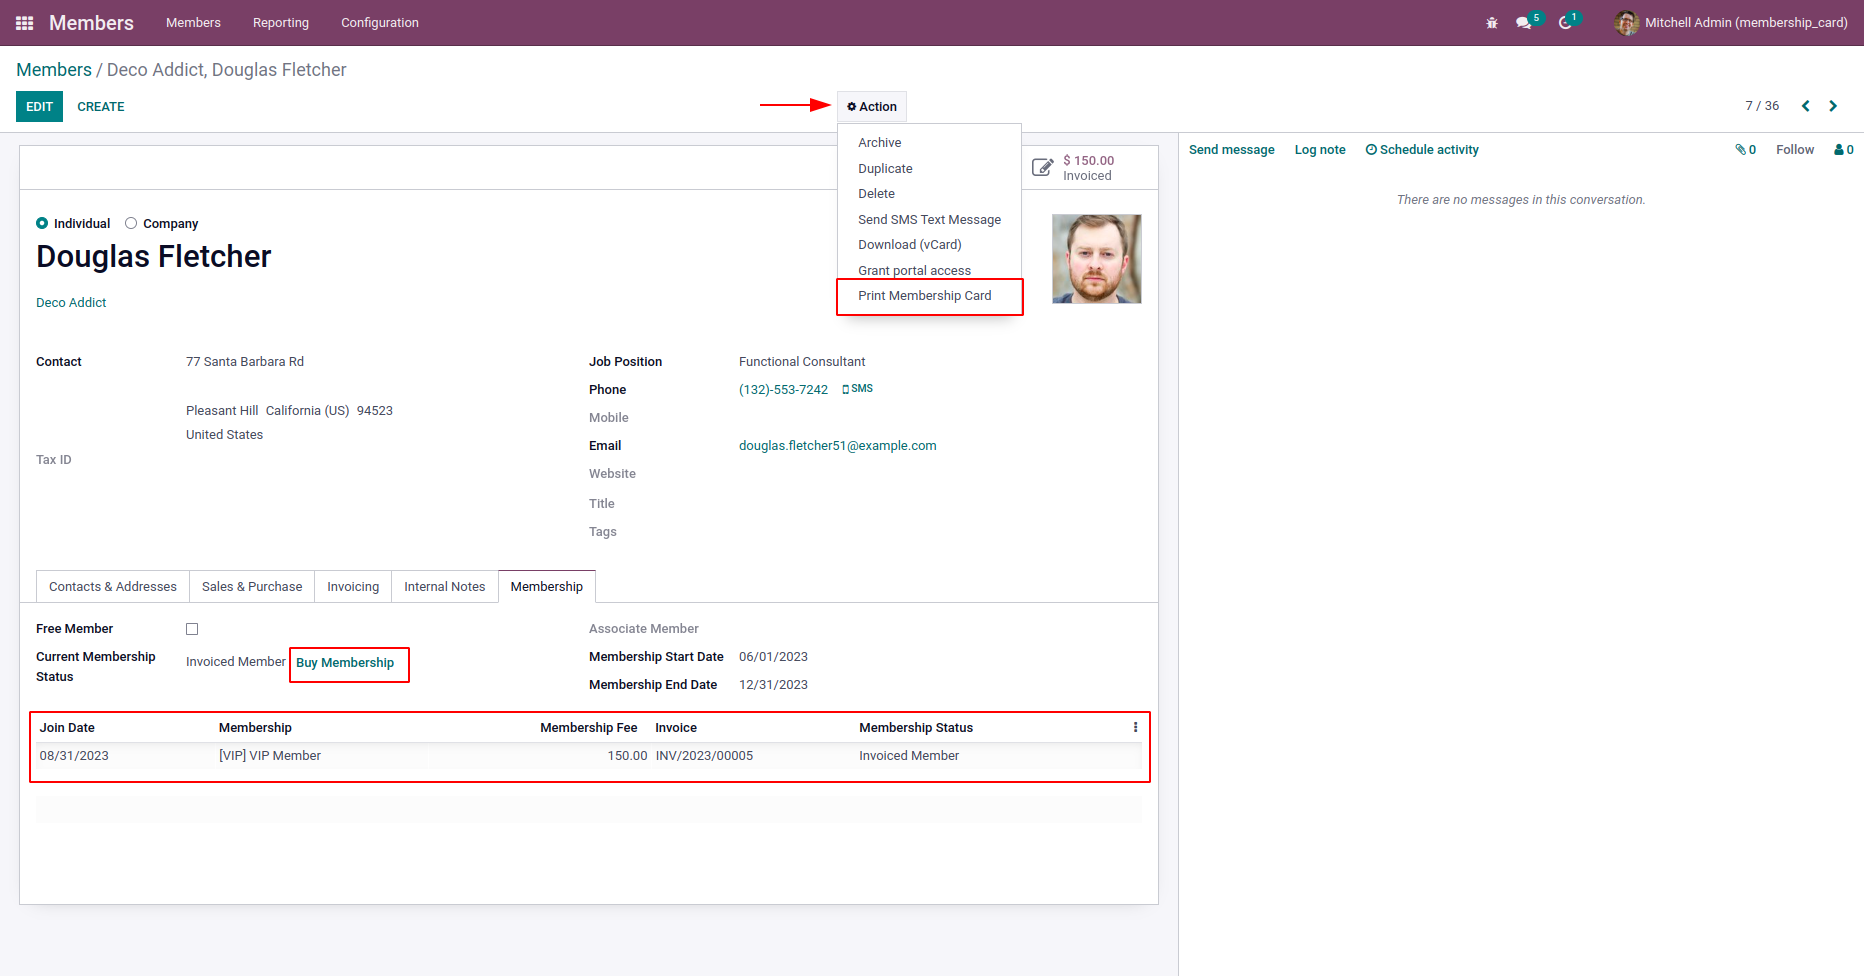 Members Members Reporting Configuration 5 1 Mitchell Admin (membership_card)
Members / Deco Addict, Douglas Fletcher
EDIT CREATE Action 7 / 36
Archive
Duplicate
Delete
Send SMS Text Message
Download (vCard)
Grant portal access
Print Membership Card
$ 150.00
Invoiced
Send message Log note Schedule activity 0 Follow 0
There are no messages in this conversation.
Individual Company
Douglas Fletcher
Deco Addict
Contact 77 Santa Barbara Rd
Pleasant Hill California (US) 94523
United States
Tax ID
Job Position Functional Consultant
Phone (132)-553-7242 SMS
Mobile
Email douglas.fletcher51@example.com
Website
Title
Tags
Contacts & Addresses Sales & Purchase Invoicing Internal Notes Membership
Free Member
Current Membership Status Invoiced Member Buy Membership
Associate Member
Membership Start Date 06/01/2023
Membership End Date 12/31/2023
Join Date Membership Membership Fee Invoice Membership Status
08/31/2023 [VIP] VIP Member 150.00 INV/2023/00005 Invoiced Member